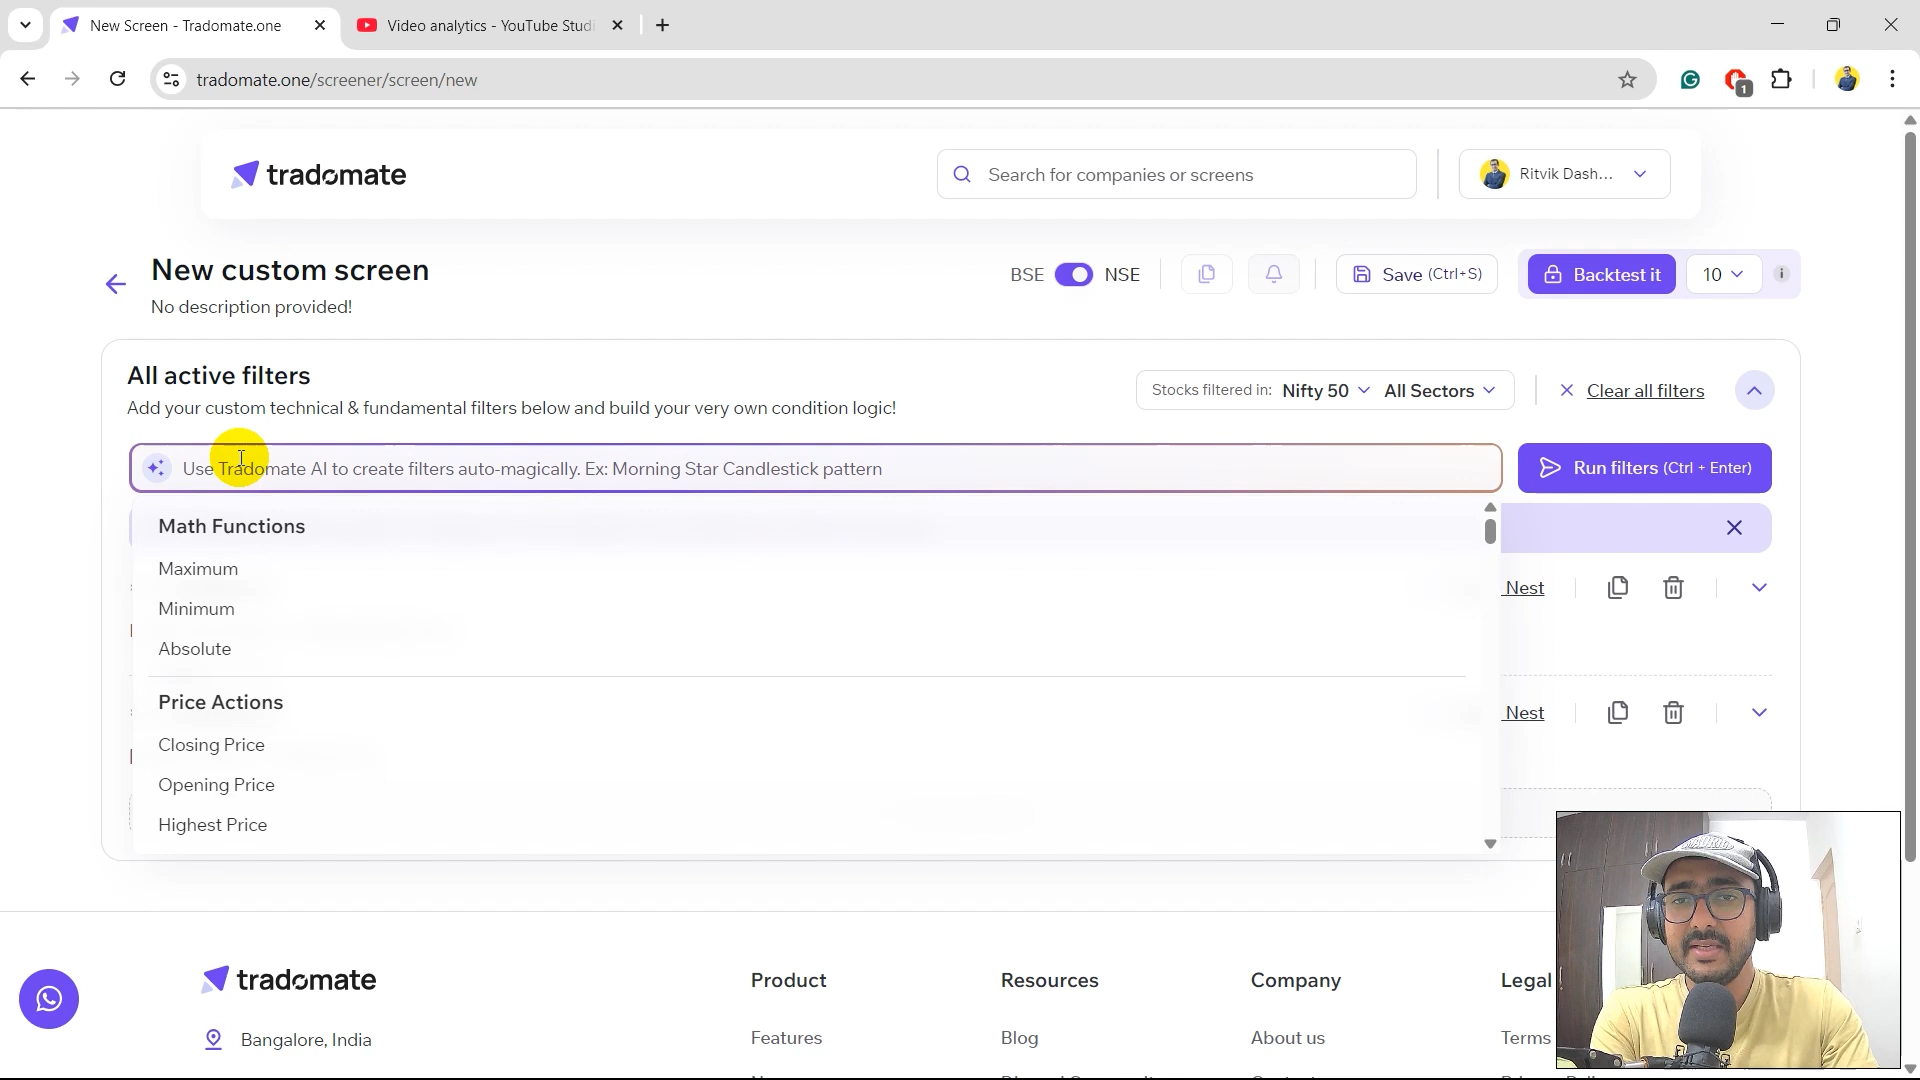 New Screen - Tradomate.one
Video analytics - YouTube Studi
tradomate.one/screener/screen/new
1
tradomate
Search for companies or screens
Ritvik Dash...
New custom screen
No description provided!
BSE
NSE
Save (Ctrl+S)
Backtest it
10
All active filters
Add your custom technical & fundamental filters below and build your very own condition logic!
Stocks filtered in: Nifty 50
All Sectors
Clear all filters
Use Tradomate AI to create filters auto-magically. Ex: Morning Star Candlestick pattern
Run filters (Ctrl + Enter)
Math Functions
Maximum
Nest
Minimum
Absolute
Price Actions
Nest
Closing Price
Opening Price
Highest Price
tradomate
Product
Resources
Company
Legal
Bangalore, India
Features
Blog
About us
Terms